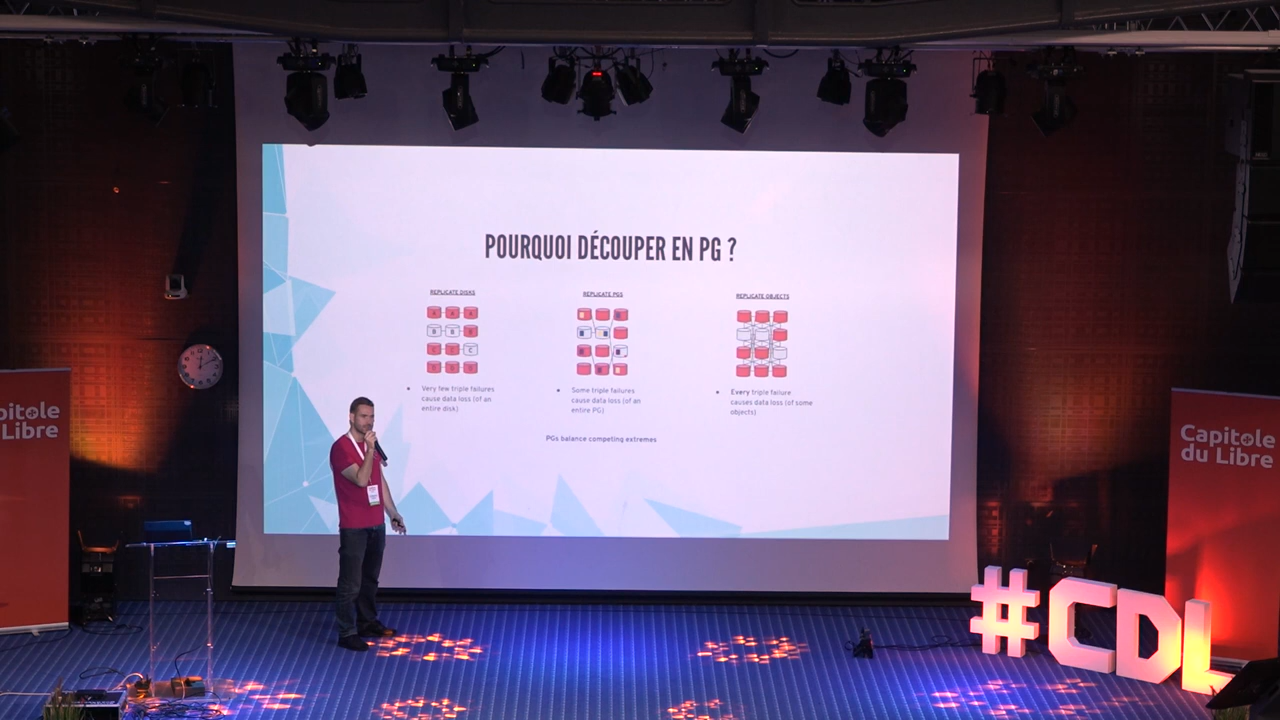 POURQUOI DÉCOUPER EN PG ?
REPLICATE DISKS
Very few triple failures
cause data loss (of an
entire disk)
REPLICATE PGS
Some triple failures
cause data loss (of an
entire PG)
REPLICATE OBJECTS
Every triple failure
causes data loss (of some
objects)
PGs balance competing extremes
pitole
Libre
Capitole
du Libre
#CDL